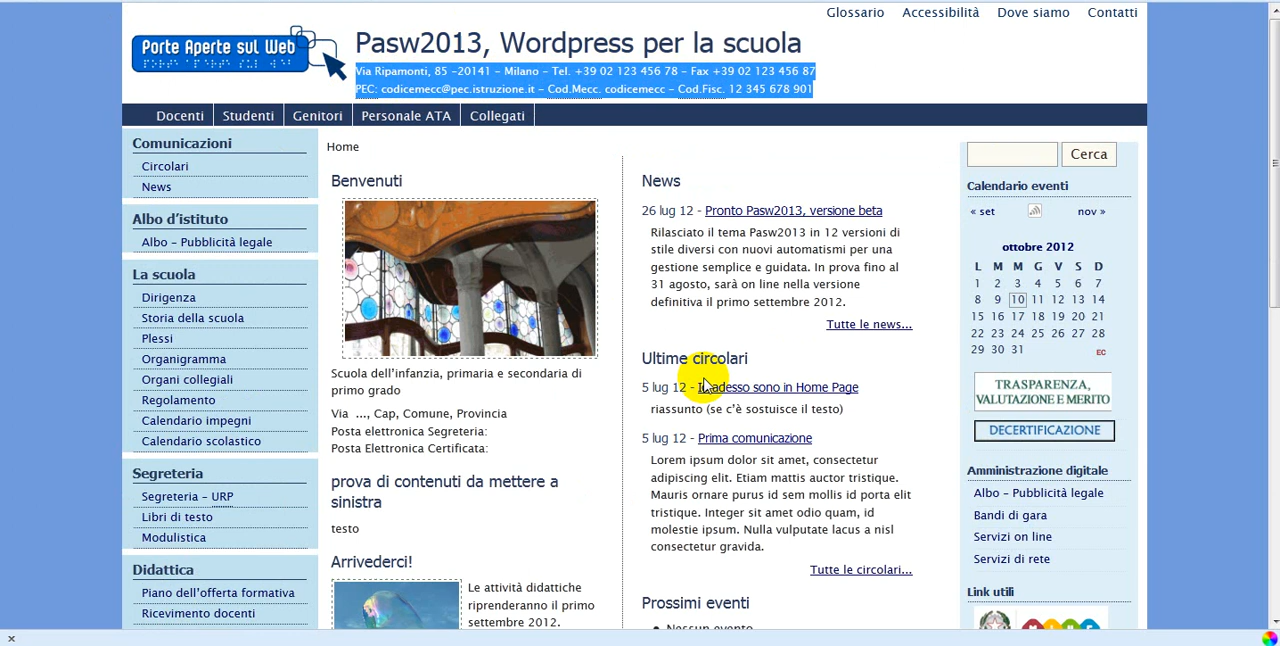 Glossario Accessibilità Dove siamo Contatti
Porte Aperte sul Web
Pasw2013, Wordpress per la scuola
Via Ripamonti, 85 -20141 - Milano - Tel. +39 02 123 456 78 - Fax +39 02 123 456 87
PEC: codicemecc@pec.istruzione.it - Cod.Mecc. codicemecc - Cod.Fisc. 12 345 678 901
Docenti Studenti Genitori Personale ATA Collegati
Comunicazioni
Circolari
News
Albo d'istituto
Albo - Pubblicità legale
La scuola
Dirigenza
Storia della scuola
Plessi
Organigramma
Organi collegiali
Regolamento
Calendario impegni
Calendario scolastico
Segreteria
Segreteria - URP
Libri di testo
Modulistica
Didattica
Piano dell'offerta formativa
Ricevimento docenti
Home
Benvenuti
Scuola dell'infanzia, primaria e secondaria di
primo grado
Via ..., Cap, Comune, Provincia
Posta elettronica Segreteria:
Posta Elettronica Certificata:
prova di contenuti da mettere a
sinistra
testo
Arrivederci!
Le attività didattiche
riprenderanno il primo
settembre 2012.
News
26 lug 12 - Pronto Pasw2013, versione beta
Rilasciato il tema Pasw2013 in 12 versioni di
stile diversi con nuovi automatismi per una
gestione semplice e guidata. In prova fino al
31 agosto, sarà on line nella versione
definitiva il primo settembre 2012.
Tutte le news...
Ultime circolari
5 lug 12 - adesso sono in Home Page
riassunto (se c'è sostuisce il testo)
5 lug 12 - Prima comunicazione
Lorem ipsum dolor sit amet, consectetur
adipiscing elit. Etiam mattis auctor tristique.
Mauris ornare purus id sem mollis id porta elit
tristique. Integer sit amet odio quam, id
molestie ipsum. Nulla vulputate lacus a nisl
consectetur gravida.
Tutte le circolari...
Prossimi eventi
Nessun evento
Cerca
Calendario eventi
« set nov »
ottobre 2012
L M M G V S D
1 2 3 4 5 6 7
8 9 10 11 12 13 14
15 16 17 18 19 20 21
22 23 24 25 26 27 28
29 30 31
EC
TRASPARENZA,
VALUTAZIONE E MERITO
DECERTIFICAZIONE
Amministrazione digitale
Albo - Pubblicità legale
Bandi di gara
Servizi on line
Servizi di rete
Link utili